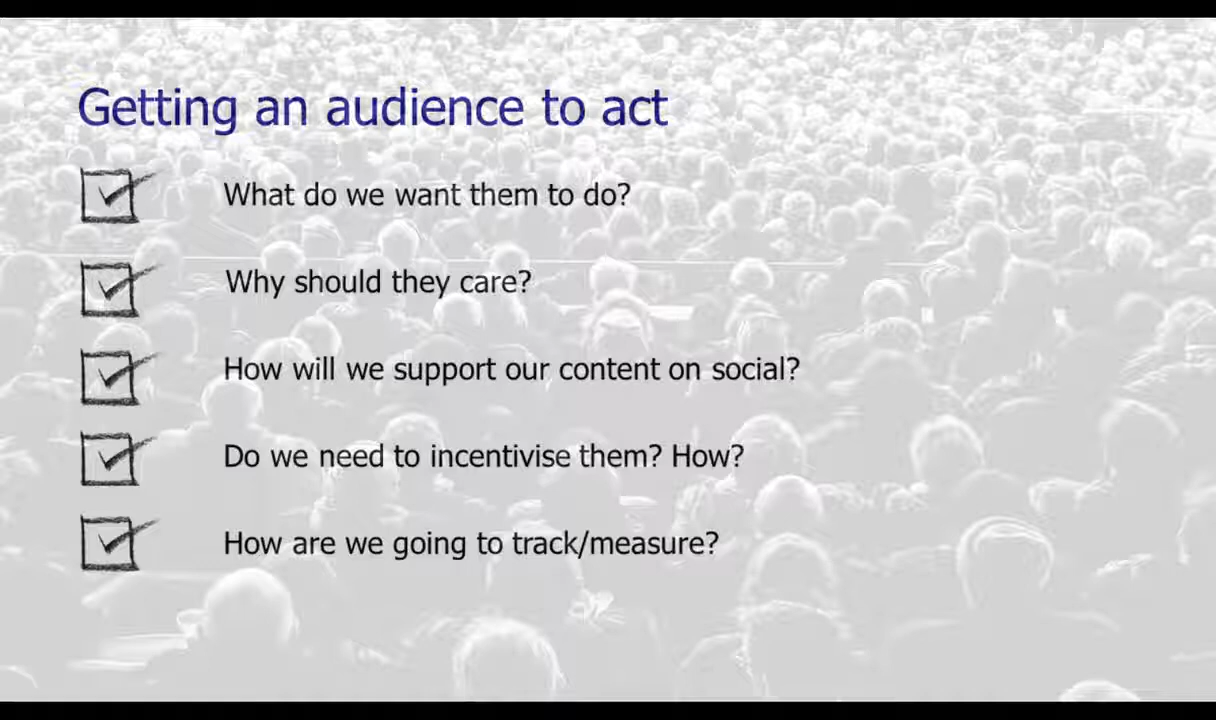 Getting an audience to act
What do we want them to do?
Why should they care?
How will we support our content on social?
Do we need to incentivise them? How?
How are we going to track/measure?